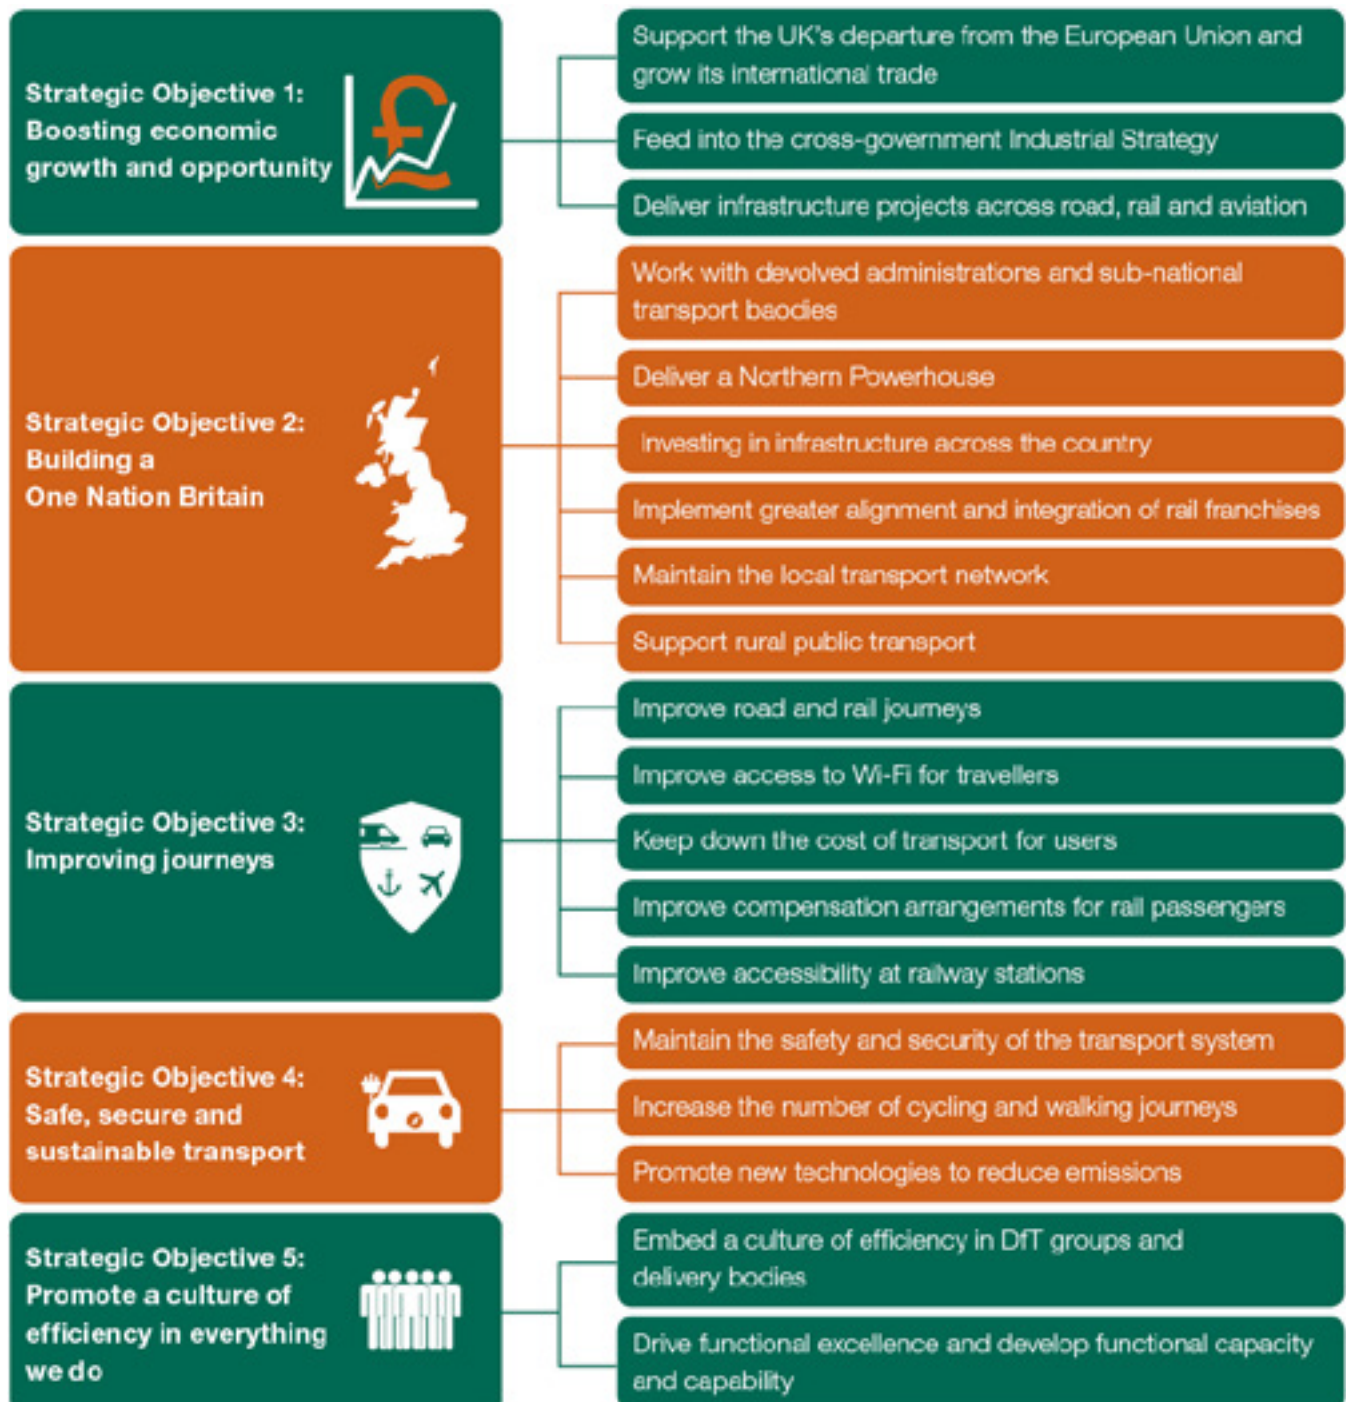 Strategic Objective 1:
Boosting economic
growth and opportunity
£
Support the UK's departure from the European Union and
grow its international trade
Feed into the cross-government Industrial Strategy
Deliver infrastructure projects across road, rail and aviation
Strategic Objective 2:
Building a
One Nation Britain
Work with devolved administrations and sub-national
transport baodies
Deliver a Northern Powerhouse
Investing in infrastructure across the country
Implement greater alignment and integration of rail franchises
Maintain the local transport network
Support rural public transport
Strategic Objective 3:
Improving journeys
Improve road and rail journeys
Improve access to Wi-Fi for travellers
Keep down the cost of transport for users
Improve compensation arrangements for rail passengers
Improve accessibility at railway stations
Strategic Objective 4:
Safe, secure and
sustainable transport
Maintain the safety and security of the transport system
Increase the number of cycling and walking journeys
Promote new technologies to reduce emissions
Strategic Objective 5:
Promote a culture of
efficiency in everything
we do
Embed a culture of efficiency in DfT groups and
delivery bodies
Drive functional excellence and develop functional capacity
and capability